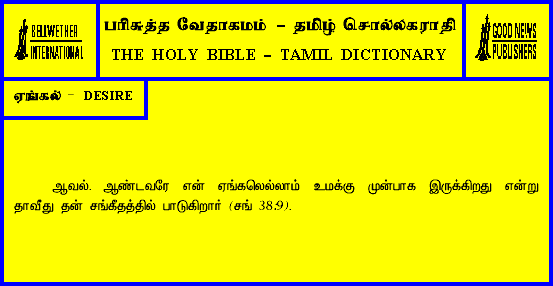 BELLWETHER
INTERNATIONAL
பரிசுத்த வேதாகமம் – தமிழ் சொல்லகராதி
THE HOLY BIBLE – TAMIL DICTIONARY
GOOD NEWS
PUBLISHERS
ஏங்கல் – DESIRE
ஆவல். ஆண்டவரே என் ஏங்கலெல்லாம் உமக்கு முன்பாக இருக்கிறது என்று
தாவீது தன் சங்கீதத்தில் பாடுகிறார் (சங் 38:9).